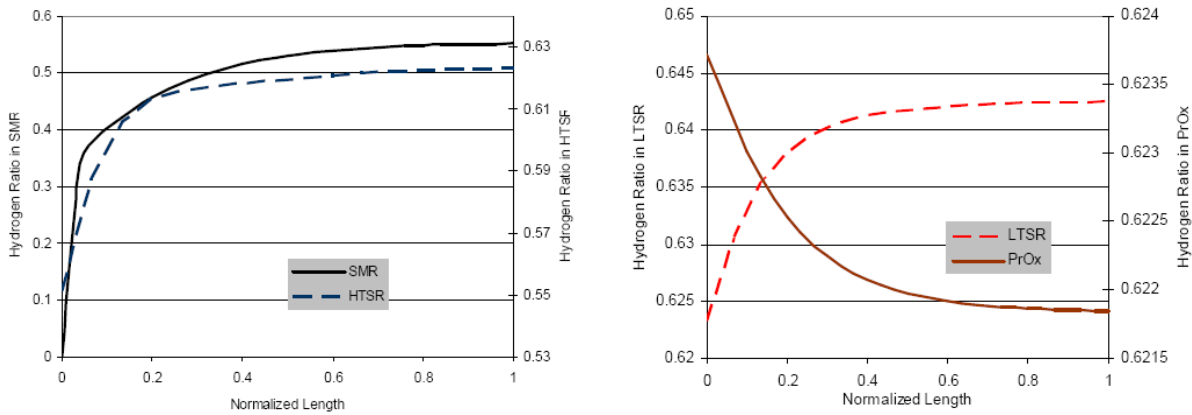 0.6
0.5
0.4
0.3
0.2
0.1
0
Hydrogen Ratio in SMR
0.63
0.61
0.59
0.57
0.55
0.53
Hydrogen Ratio in HTSR
SMR
HTSR
0 0.2 0.4 0.6 0.8 1
Normalized Length
0.65
0.645
0.64
0.635
0.63
0.625
0.62
Hydrogen Ratio in LTSR
0.624
0.6235
0.623
0.6225
0.622
0.6215
Hydrogen Ratio in PrOx
LTSR
PrOx
0 0.2 0.4 0.6 0.8 1
Normalized Length